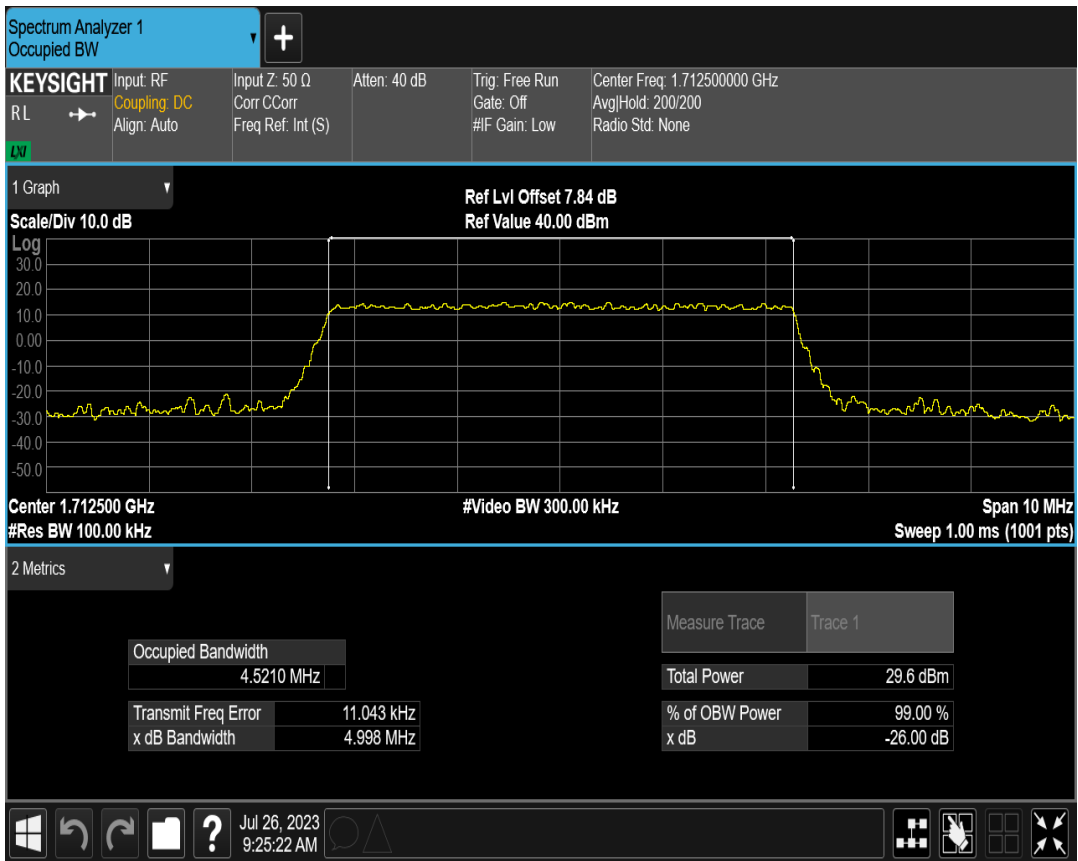 Spectrum Analyzer 1
Occupied BW
+
KEYSIGHT
RL
LXI
Input: RF
Coupling: DC
Align: Auto
Input Z: 50 Ω
Corr CCorr
Freq Ref: Int (S)
Atten: 40 dB
Trig: Free Run
Gate: Off
#IF Gain: Low
Center Freq: 1.712500000 GHz
Avg|Hold: 200/200
Radio Std: None
1 Graph
Ref Lvl Offset 7.84 dB
Scale/Div 10.0 dB
Ref Value 40.00 dBm
Log
30.0
20.0
10.0
0.00
-10.0
-20.0
-30.0
-40.0
-50.0
Center 1.712500 GHz
#Video BW 300.00 kHz
Span 10 MHz
#Res BW 100.00 kHz
Sweep 1.00 ms (1001 pts)
2 Metrics
Measure Trace
Trace 1
Occupied Bandwidth
4.5210 MHz
Total Power
29.6 dBm
Transmit Freq Error
11.043 kHz
% of OBW Power
99.00 %
x dB Bandwidth
4.998 MHz
x dB
-26.00 dB
?
Jul 26, 2023
9:25:22 AM